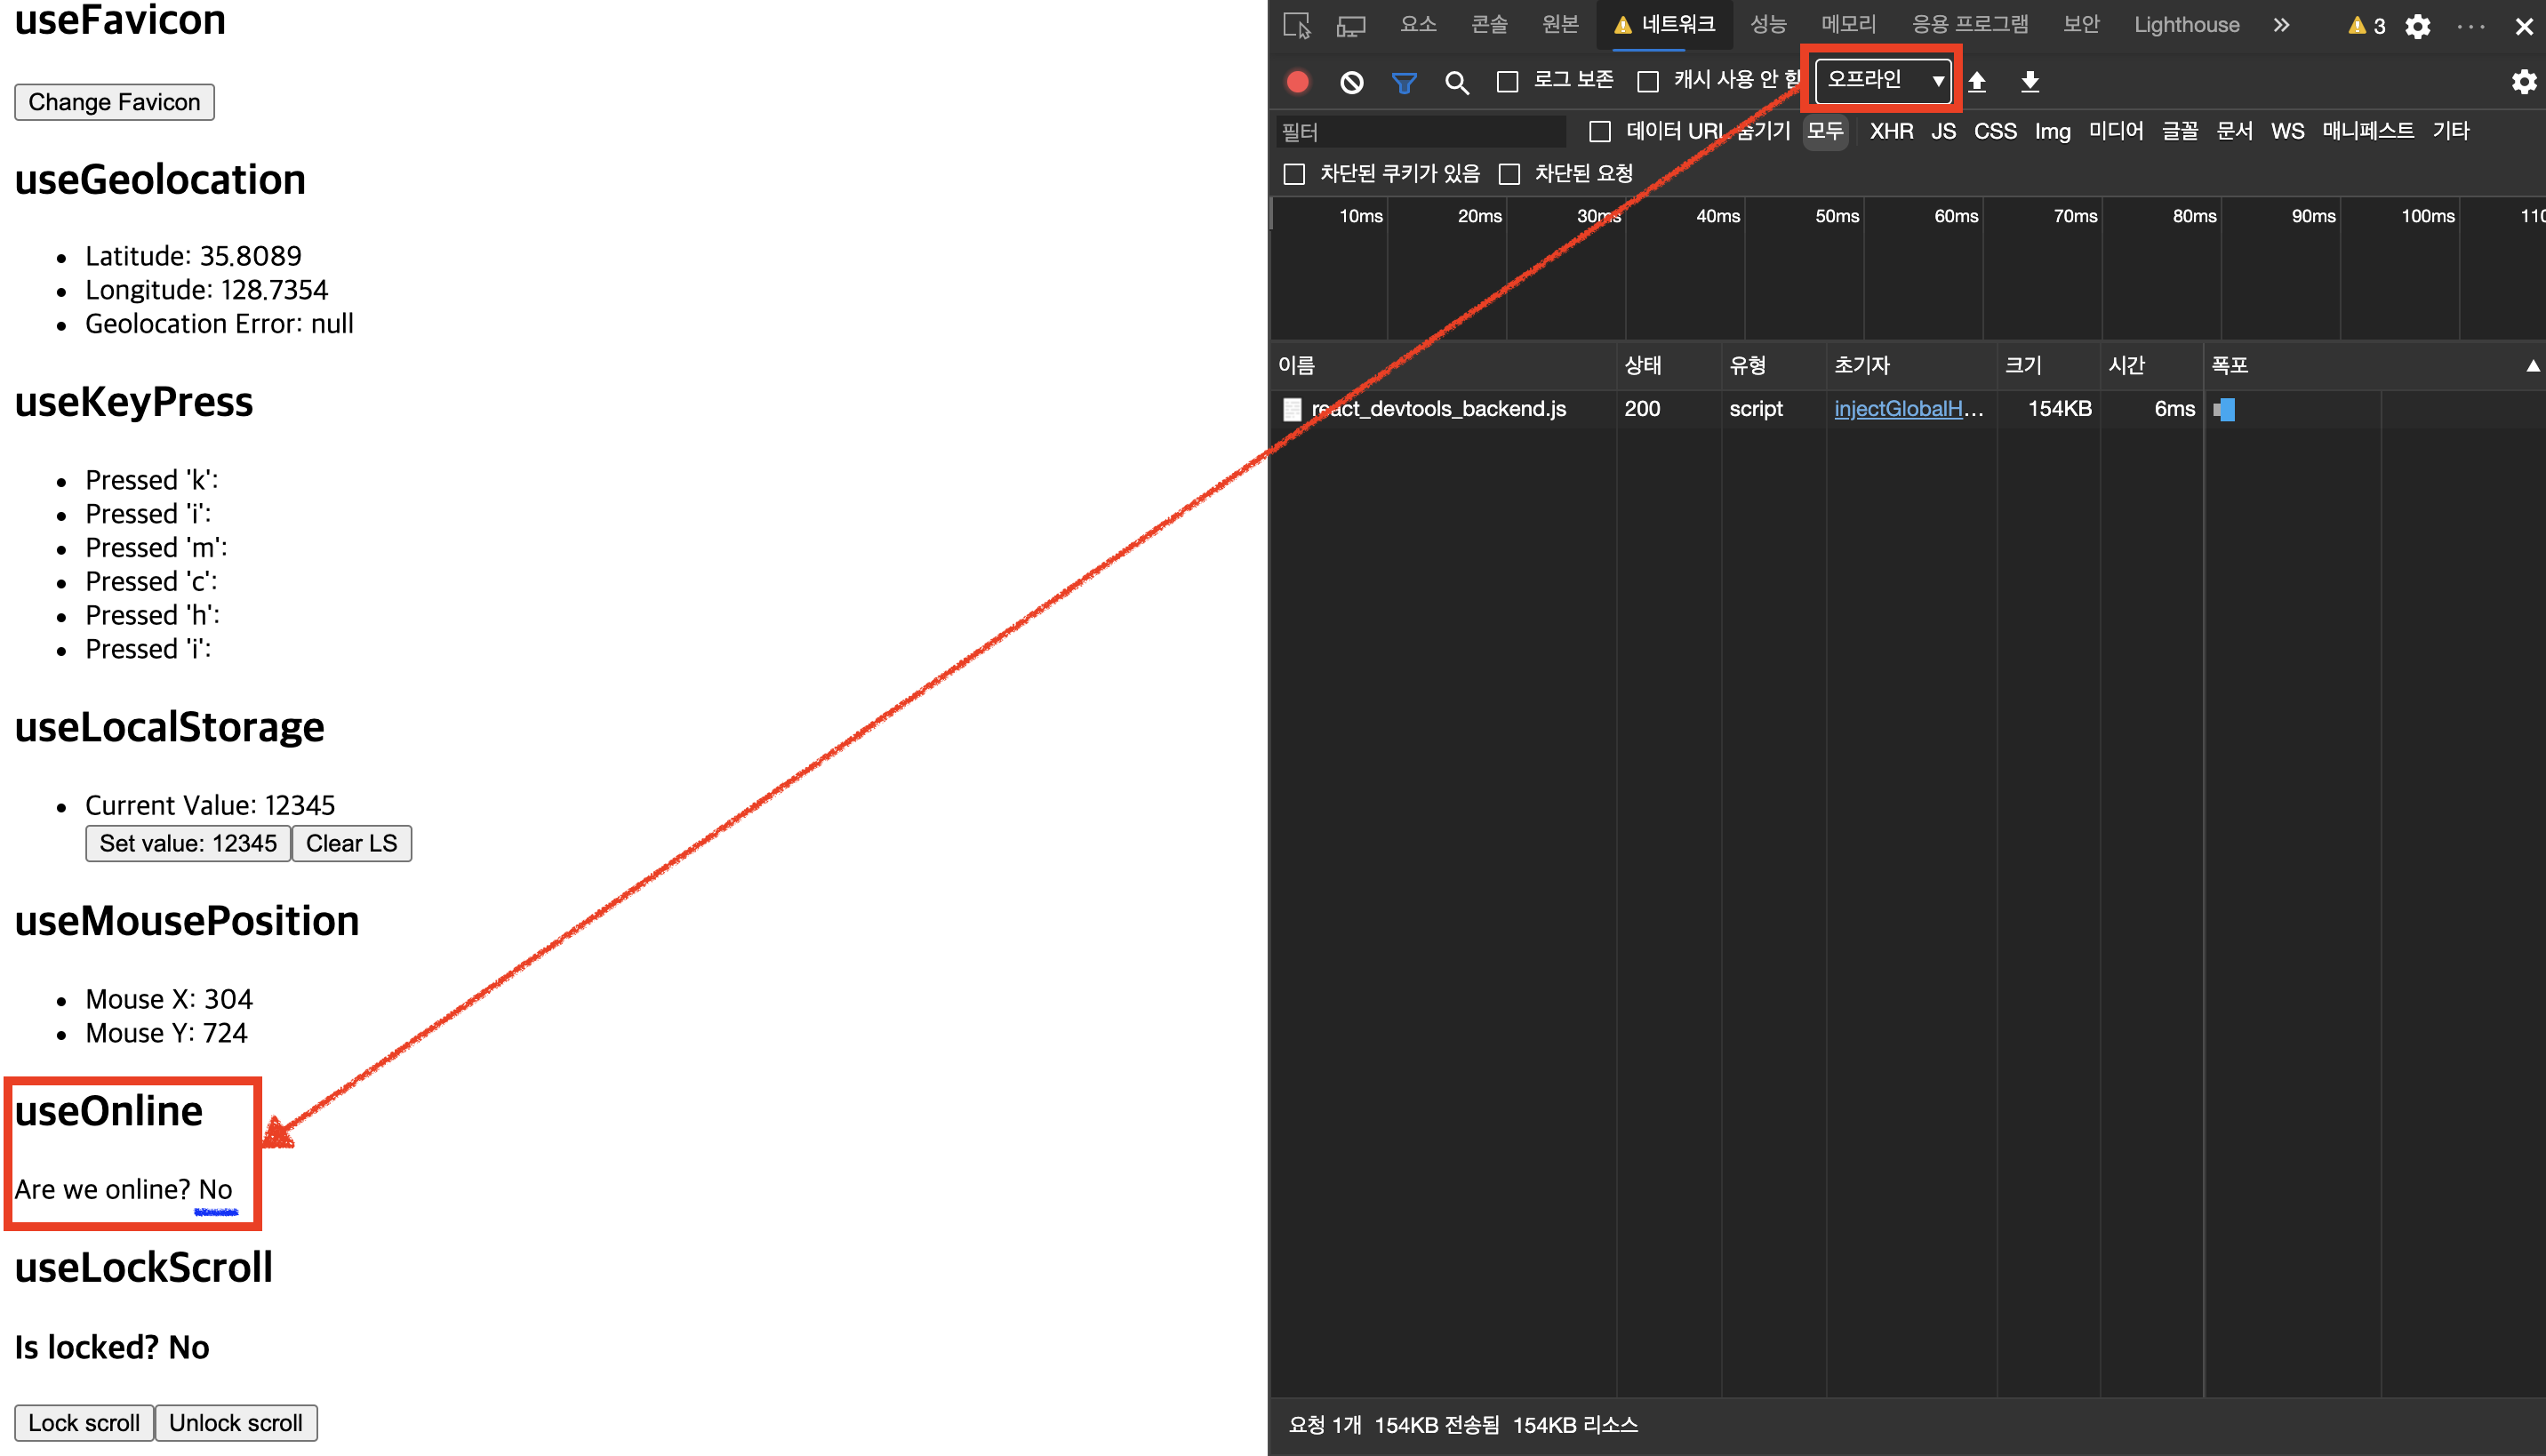 useFavicon
Change Favicon
useGeolocation
Latitude: 35.8089
Longitude: 128.7354
Geolocation Error: null
useKeyPress
Pressed 'k':
Pressed 'i':
Pressed 'm':
Pressed 'c':
Pressed 'h':
Pressed 'i':
useLocalStorage
Current Value: 12345
Set value: 12345 Clear LS
useMousePosition
Mouse X: 304
Mouse Y: 724
useOnline
Are we online? No
useLockScroll
Is locked? No
Lock scroll Unlock scroll
요소 콘솔 원본 네트워크 성능 메모리 응용 프로그램 보안 Lighthouse 3
로그 보존 캐시 사용 안 함 오프라인
필터 데이터 URL 숨기기 모두 XHR JS CSS Img 미디어 글꼴 문서 WS 매니페스트 기타
차단된 쿠키가 있음 차단된 요청
10ms 20ms 30ms 40ms 50ms 60ms 70ms 80ms 90ms 100ms 110
이름 상태 유형 초기자 크기 시간 폭포
react_devtools_backend.js 200 script injectGlobalH... 154KB 6ms
요청 1개 154KB 전송됨 154KB 리소스